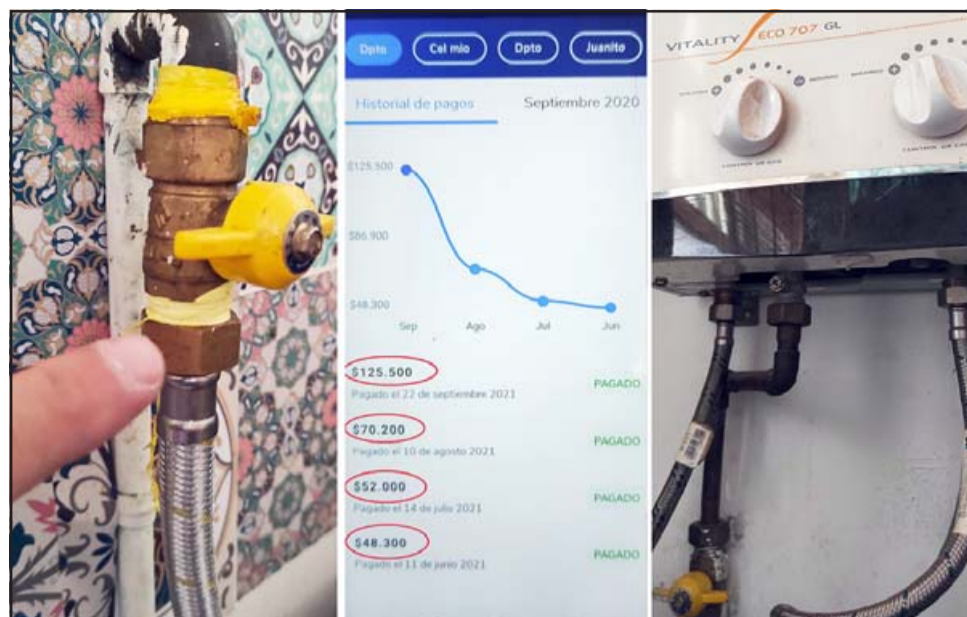 Dpto
Cel mio
Dpto
Juanito
Historial de pagos
Septiembre 2020
$125.500
$86.900
$48.300
Sep
Ago
Jul
Jun
$125.500
PAGADO
Pagado el 22 de septiembre 2021
$70.200
PAGADO
Pagado el 10 de agosto 2021
$52.000
PAGADO
Pagado el 14 de julio 2021
$48.300
PAGADO
Pagado el 11 de junio 2021
VITALITY ECO 707 GL
CONTROL DE GAS